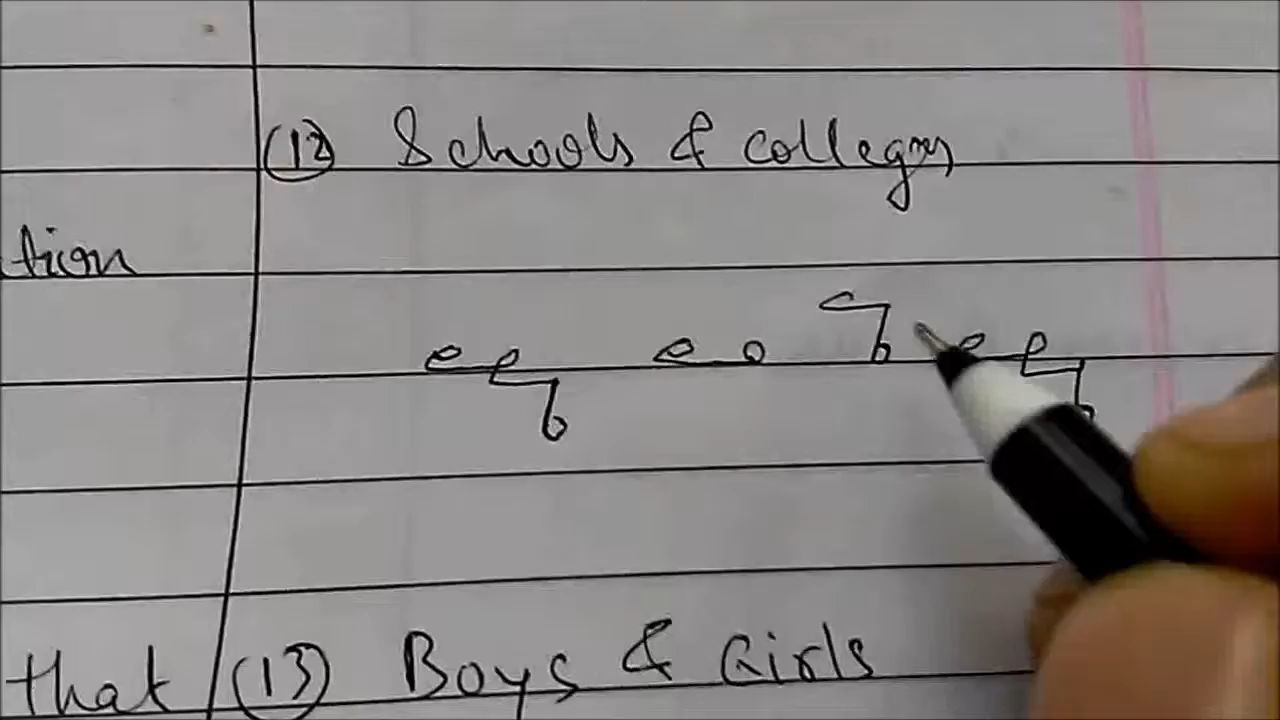 (12) Schools & colleges
tion
that (13) Boys & Girls